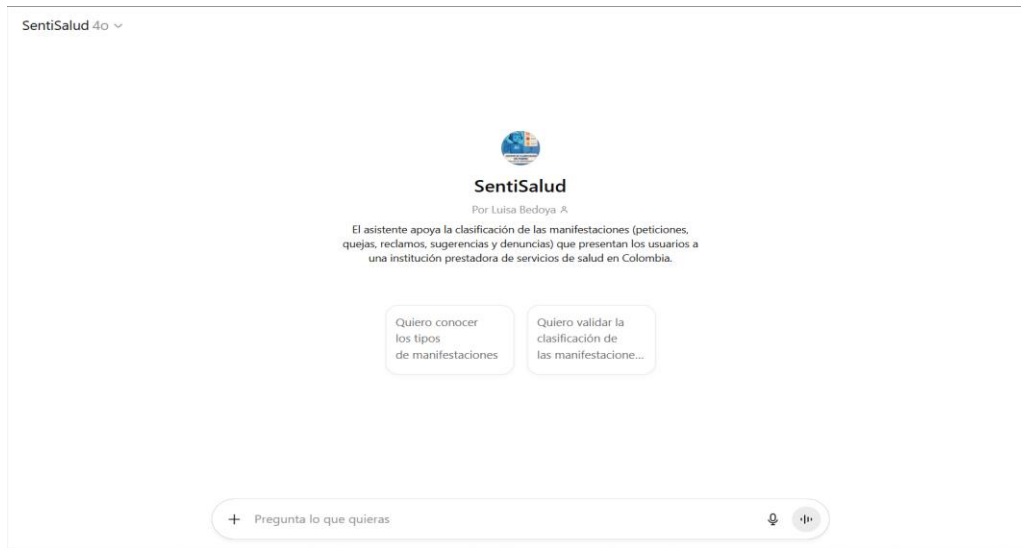 SentiSalud 4o
SentiSalud
Por Luisa Bedoya
El asistente apoya la clasificación de las manifestaciones (peticiones,
quejas, reclamos, sugerencias y denuncias) que presentan los usuarios a
una institución prestadora de servicios de salud en Colombia.
Quiero conocer
los tipos
de manifestaciones
Quiero validar la
clasificación de
las manifestacione...
Pregunta lo que quieras